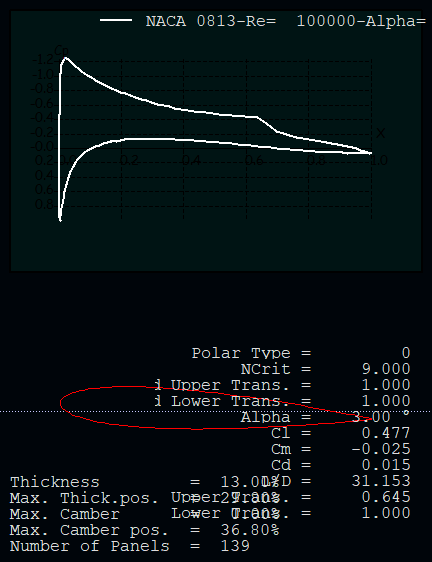 NACA 0813-Re= 100000-Alpha=
Cp
-1.2
-1.0
-0.8
-0.6
-0.4
-0.2
X
0.0
0.2
0.4
0.6
0.8
1.0
0.2
0.4
0.6
0.8
Polar Type = 0
NCrit = 9.000
Upper Trans. = 1.000
Lower Trans. = 1.000
Alpha = 3.00 °
Cl = 0.477
Cm = -0.025
Cd = 0.015
L/D = 31.153
Upper Trans. = 0.645
Lower Trans. = 1.000
Thickness = 13.00%
Max. Thick.pos. = 29.00%
Max. Camber =
Max. Camber pos. = 36.80%
Number of Panels = 139